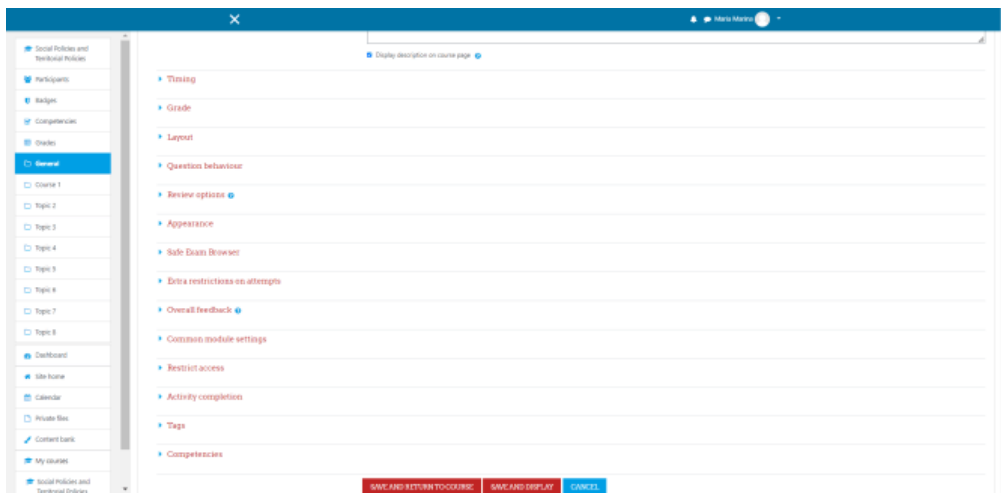 Maria Marino
Social Policies and
Territorial Policies
Participants
Badges
Competencies
Grades
General
Course 1
Topic 2
Topic 3
Topic 4
Topic 5
Topic 6
Topic 7
Topic 8
Dashboard
Site home
Calendar
Private files
Content bank
My courses
Social Policies and
Territorial Policies
Display description on course page
Timing
Grade
Layout
Question behaviour
Review options
Appearance
Safe Exam Browser
Extra restrictions on attempts
Overall feedback
Common module settings
Restrict access
Activity completion
Tags
Competencies
SAVE AND RETURN TO COURSE
SAVE AND DISPLAY
CANCEL